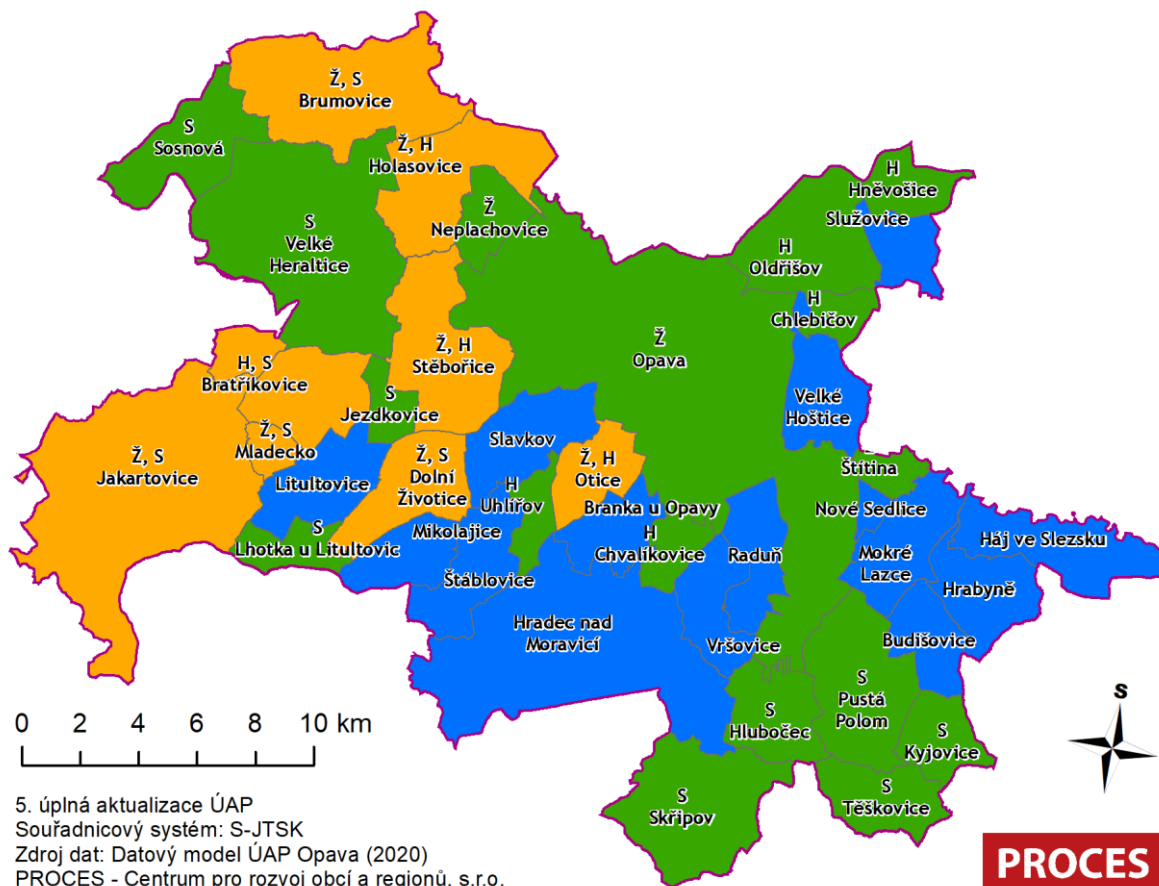 Ž, S
Brumovice
S
Sosnová
Ž, H
Holasovice
H
Hněvošice
Služovice
Ž
Neplachovice
S
Velké
Heraltice
H
Oldřišov
H
Chlebičov
Ž
Opava
Ž, H
Stěbořice
H, S
Bratříkovice
S
Jezdkovice
Velké
Hoštice
Ž, S
Mladecko
Slavkov
Ž, S
Jakartovice
Ž, S
Dolní
Životice
Ž, H
Otice
Štítina
Litultovice
H
Uhlířov
Branka u Opavy
Nové Sedlice
S
Lhotka u Litultovic
Mikolajice
H
Chvalíkovice
Raduň
Mokré
Lazce
Háj ve Slezsku
Štáblovice
Hrabyně
Hradec nad
Moravicí
Vršovice
Budišovice
S
Pustá
Polom
S
Hlubočec
S
Kyjovice
S
Skřipov
S
Těškovice
S
0 2 4 6 8 10 km
5. úplná aktualizace ÚAP
Souřadnicový systém: S-JTSK
Zdroj dat: Datový model ÚAP Opava (2020)
PROCES - Centrum pro rozvoj obcí a regionů, s.r.o.
PROCES